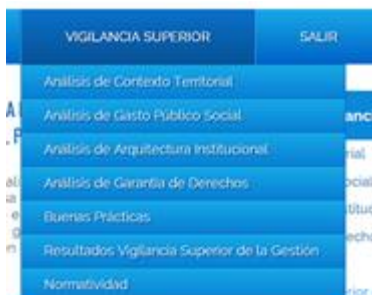 VIGILANCIA SUPERIOR
SALIR
Análisis de Contexto Territorial
Análisis de Gasto Público Social
Análisis de Arquitectura Institucional
Análisis de Garantía de Derechos
Buenas Prácticas
Resultados Vigilancia Superior de la Gestión
Normatividad